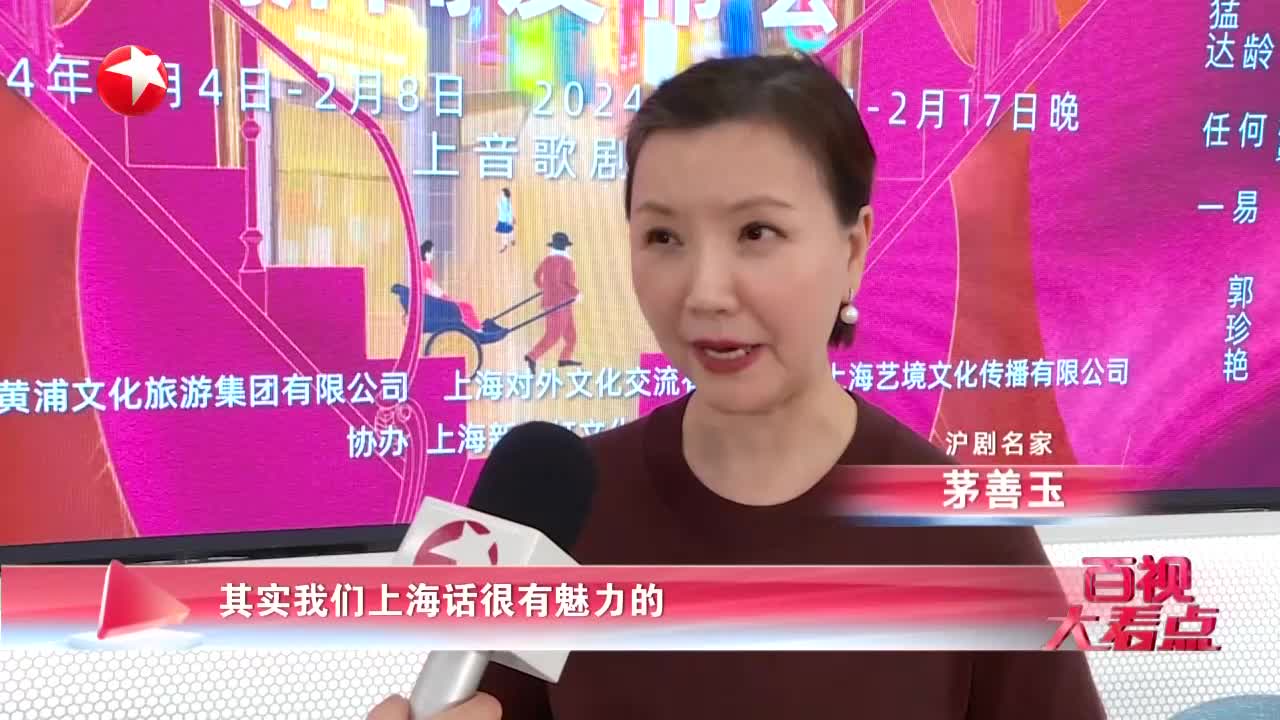 4年 月4日-2月8日 2024 -2月17日晚
上音歌剧
猛达
龄
任何
一易
郭珍艳
黄浦文化旅游集团有限公司 上海对外文化交流 上海艺境文化传播有限公司
协办 上海新
沪剧名家
茅善玉
其实我们上海话很有魅力的
百视
大看点